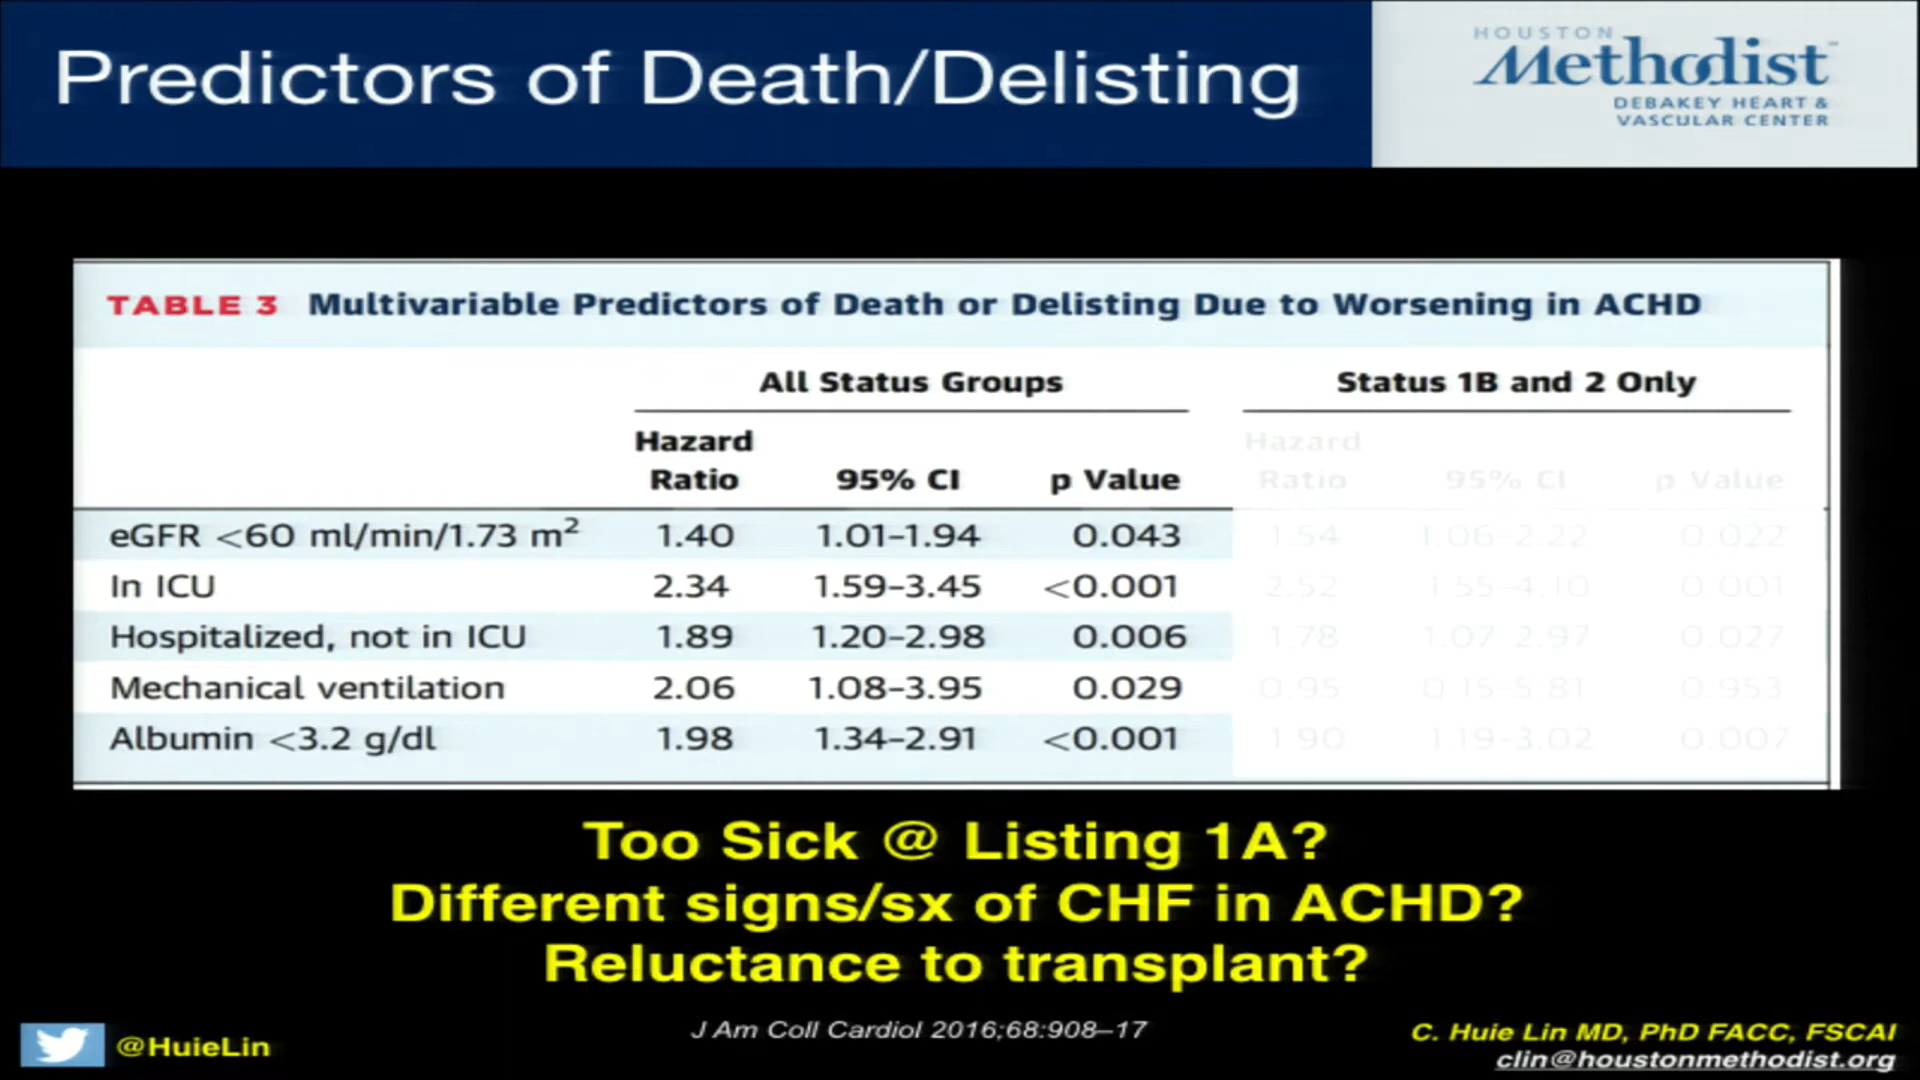 Predictors of Death/Delisting
HOUSTON
Methodist
DEBAKEY HEART &
VASCULAR CENTER
TABLE 3 Multivariable Predictors of Death or Delisting Due to Worsening in ACHD
All Status Groups Status 1B and 2 Only
Hazard Hazard
Ratio 95% CI p Value Ratio 95% CI p Value
eGFR <60 ml/min/1.73 m² 1.40 1.01–1.94 0.043 1.54 1.06–2.22 0.022
In ICU 2.34 1.59–3.45 <0.001 2.52 1.55–4.10 0.001
Hospitalized, not in ICU 1.89 1.20–2.98 0.006 1.78 1.07–2.97 0.027
Mechanical ventilation 2.06 1.08–3.95 0.029 0.95 0.15–5.81 0.953
Albumin <3.2 g/dl 1.98 1.34–2.91 <0.001 1.90 1.19–3.02 0.007
Too Sick @ Listing 1A?
Different signs/sx of CHF in ACHD?
Reluctance to transplant?
@HuieLin
J Am Coll Cardiol 2016;68:908–17
C. Huie Lin MD, PhD FACC, FSCAI
clin@houstonmethodist.org